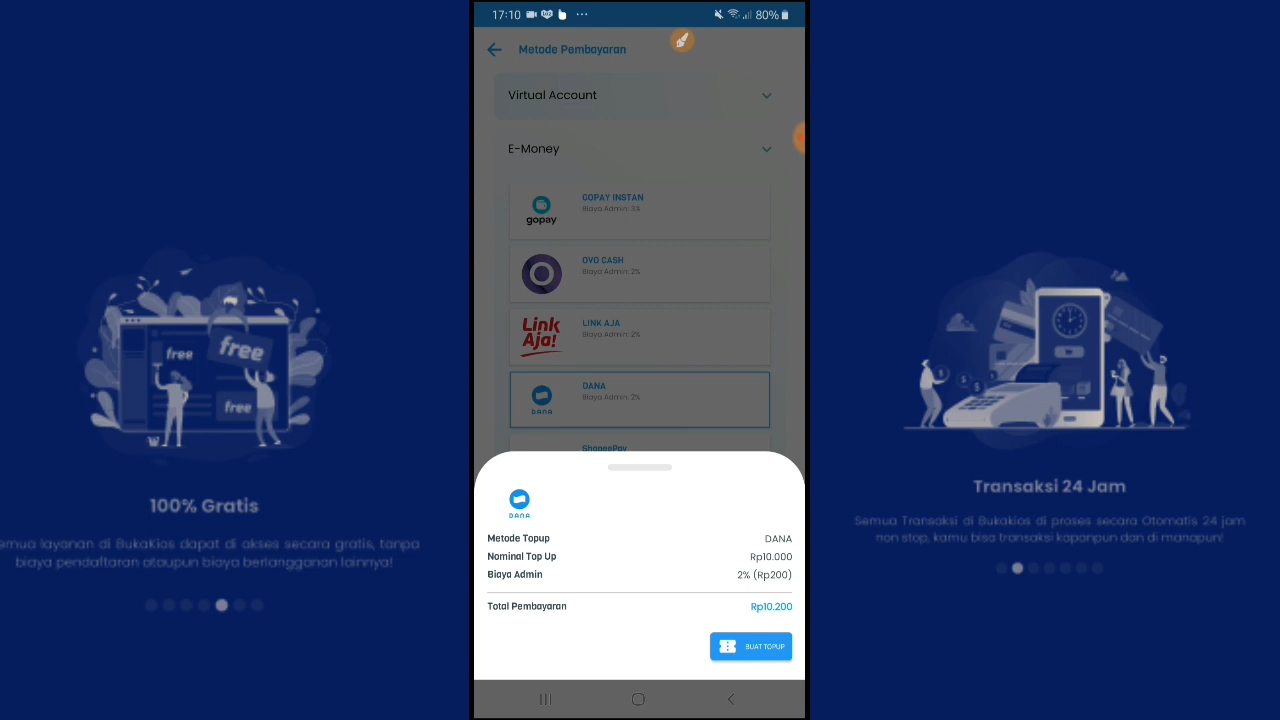 17:10
80%
Metode Pembayaran
Virtual Account
E-Money
gopay
GOPAY INSTAN
Biaya Admin: 3%
OVO CASH
Biaya Admin: 2%
Link
Aja!
LINK AJA
Biaya Admin: 2%
DANA
DANA
Biaya Admin: 2%
ShopeePay
DANA
Metode Topup DANA
Nominal Top Up Rp10.000
Biaya Admin 2% (Rp200)
Total Pembayaran Rp10.200
BUAT TOPUP
free
free
free
100% Gratis
emua layanan di BukaKios dapat di akses secara gratis, tanpa
biaya pendaftaran ataupun biaya berlangganan lainnya!
Transaksi 24 Jam
Semua Transaksi di Bukakios di proses secara Otomatis 24 jam
non stop, kamu bisa transaksi kapanpun dan di manapun!